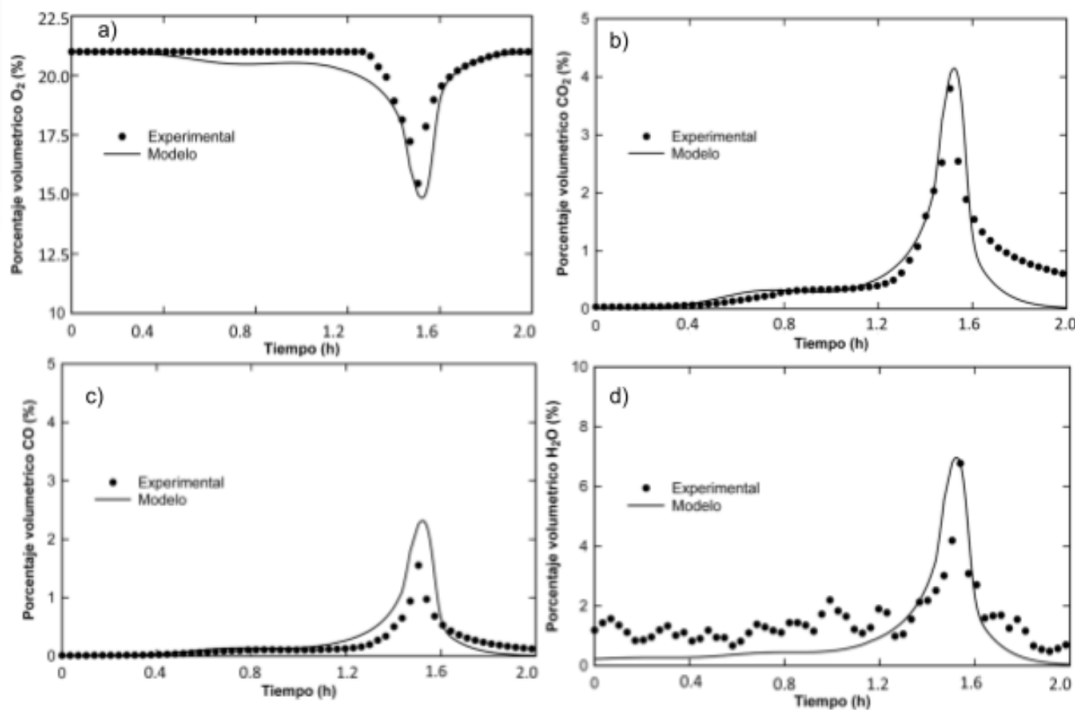 a)
Porcentaje volumetrico O₂ (%)
22.5
20.0
17.5
15.0
12.5
10
Experimental
Modelo
0 0.4 0.8 1.2 1.6 2.0
Tiempo (h)
b)
Porcentaje volumetrico CO₂ (%)
5
4
3
2
1
0
Experimental
Modelo
0 0.4 0.8 1.2 1.6 2.0
Tiempo (h)
c)
Porcentaje volumetrico CO (%)
5
4
3
2
1
0
Experimental
Modelo
0 0.4 0.8 1.2 1.6 2.0
Tiempo (h)
d)
Porcentaje volumetrico H₂O (%)
10
8
6
4
2
0
Experimental
Modelo
0 0.4 0.8 1.2 1.6 2.0
Tiempo (h)